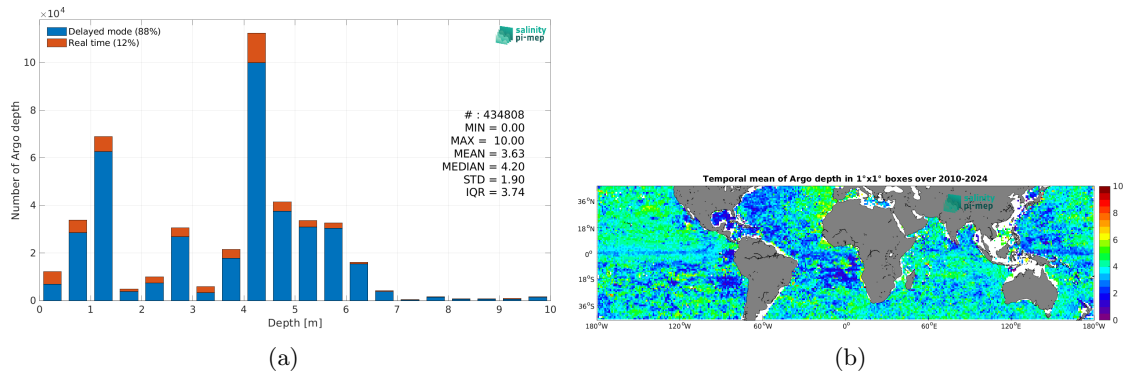 ×10⁴
Delayed mode (88%)
Real time (12%)
salinity
pi-mep
Number of Argo depth
10
8
6
4
2
0
# : 434808
MIN = 0.00
MAX = 10.00
MEAN = 3.63
MEDIAN = 4.20
STD = 1.90
IQR = 3.74
0 1 2 3 4 5 6 7 8 9 10
Depth [m]
(a)
Temporal mean of Argo depth in 1°x1° boxes over 2010-2024
salinity
pi-mep
36°N
18°N
0°
18°S
36°S
180°W 120°W 60°W 0° 60°E 120°E 180°W
10
8
6
4
2
0
(b)